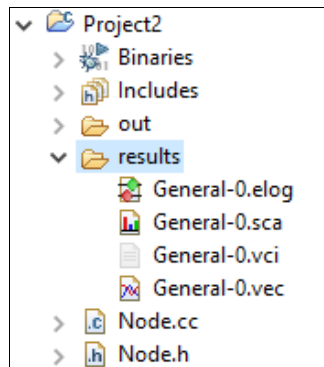 Project2
Binaries
Includes
out
results
General-0.elog
General-0.sca
General-0.vci
General-0.vec
Node.cc
Node.h